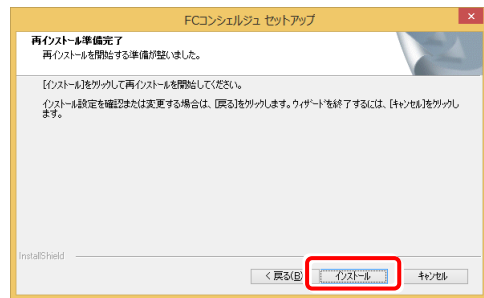 FCコンシェルジュ セットアップ
再インストール準備完了
再インストールを開始する準備が整いました。
[インストール]をクリックして再インストールを開始してください。
インストール設定を確認または変更する場合は、[戻る]をクリックします。ウィザードを終了するには、[キャンセル]をクリックし
ます。
InstallShield
< 戻る(B)
インストール
キャンセル